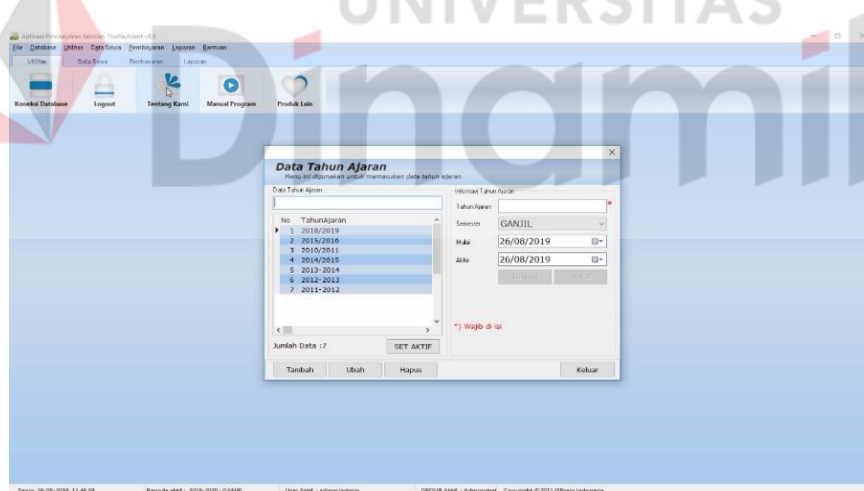 UNIVERSITAS
Dinamika
Aplikasi Pembayaran Sekolah
File Database Utilitas Data Siswa Pembayaran Laporan Bantuan
Utilitas Data Siswa Pembayaran Laporan
Koneksi Database Logout Tentang Kami Manual Program Produk Lain
Data Tahun Ajaran
Menu ini digunakan untuk memasukan data tahun ajaran
Data Tahun Ajaran
No TahunAjaran
1 2018/2019
2 2015/2016
3 2010/2011
4 2014/2015
5 2013-2014
6 2012-2013
7 2011-2012
Jumlah Data :7
SET AKTIF
Informasi Tahun Ajaran
Tahun Ajaran *
Semester GANJIL
Mulai 26/08/2019
Akhir 26/08/2019
*) Wajib di isi
Tambah Ubah Hapus Keluar